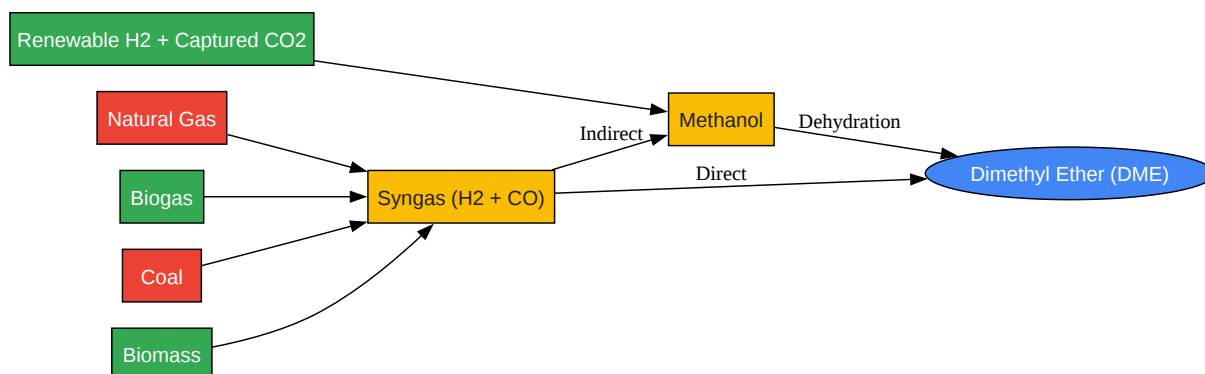 Renewable H2 + Captured CO2
Natural Gas
Methanol
Dehydration
Indirect
Biogas
Syngas (H2 + CO)
Direct
Dimethyl Ether (DME)
Coal
Biomass